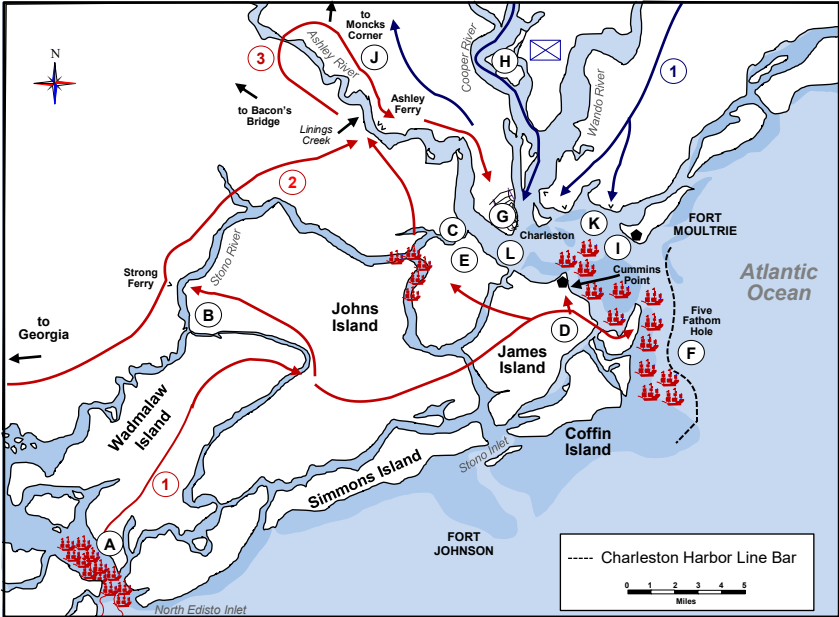 to
Moncks
Corner
J
3
Ashley River
N
to Bacon's
Bridge
Linings
Creek
Ashley
Ferry
Cooper River
H
Wando River
1
2
G
Charleston
K
I
FORT
MOULTRIE
C
E
L
Cummins
Point
Atlantic
Ocean
Stono River
Strong
Ferry
B
Johns
Island
D
Five
Fathom
Hole
F
to
Georgia
James
Island
Wadmalaw
Island
Coffin
Island
Stono Inlet
1
Simmons Island
A
FORT
JOHNSON
North Edisto Inlet
Charleston Harbor Line Bar
0 1 2 3 4 5
Miles